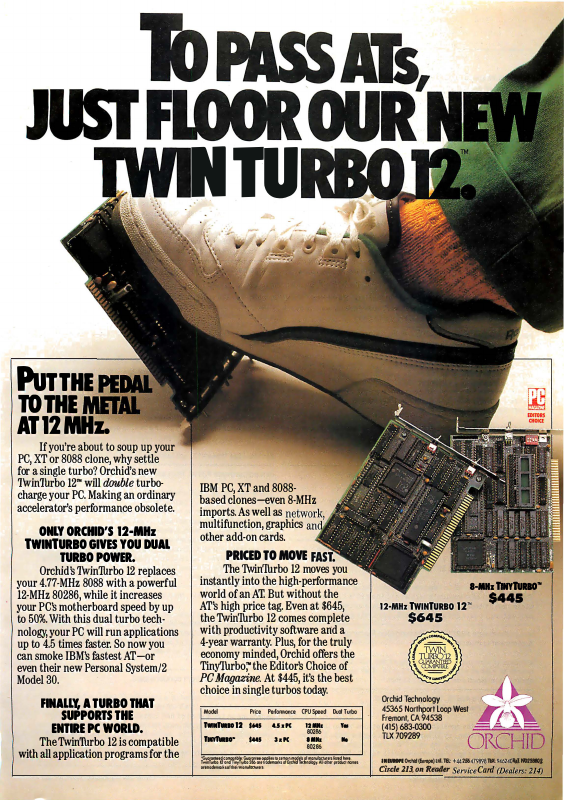 TO PASS ATs,
JUST FLOOR OUR NEW
TWIN TURBO 12.™
PUT THE PEDAL
TO THE METAL
AT 12 MHz.
If you're about to soup up your
PC, XT or 8088 clone, why settle
for a single turbo? Orchid's new
TwinTurbo 12™ will double turbo-
charge your PC. Making an ordinary
accelerator's performance obsolete.
ONLY ORCHID'S 12-MHz
TWINTURBO GIVES YOU DUAL
TURBO POWER.
Orchid's TwinTurbo 12 replaces
your 4.77-MHz 8088 with a powerful
12-MHz 80286, while it increases
your PC's motherboard speed by up
to 50%. With this dual turbo tech-
nology, your PC will run applications
up to 4.5 times faster. So now you
can smoke IBM's fastest AT—or
even their new Personal System/2
Model 30.
FINALLY, A TURBO THAT
SUPPORTS THE
ENTIRE PC WORLD.
The TwinTurbo 12 is compatible
with all application programs for the
IBM PC, XT and 8088-
based clones—even 8-MHz
imports. As well as network,
multifunction, graphics and
other add-on cards.
PRICED TO MOVE FAST.
The TwinTurbo 12 moves you
instantly into the high-performance
world of an AT. But without the
AT's high price tag. Even at $645,
the TwinTurbo 12 comes complete
with productivity software and a
4-year warranty. Plus, for the truly
economy minded, Orchid offers the
TinyTurbo,™ the Editor's Choice of
PC Magazine. At $445, it's the best
choice in single turbos today.
Model Price Performance CPU Speed Dual Turbo
TWINTURBO 12 $645 4.5 x PC 12 MHz Yes
80286
TINYTURBO™ $445 3 x PC 8 MHz No
80286
PC
MAGAZINE
EDITORS
CHOICE
8-MHz TINYTURBO™
$445
12-MHz TWINTURBO 12™
$645
TWIN
TURBO 12
GUARANTEED
COMPATIBLE
Orchid Technology
45365 Northport Loop West
Fremont, CA 94538
(415) 683-0300
TLX 709289
ORCHID
IN EUROPE Orchid (Europe) Ltd.
Circle 213 on Reader Service Card (Dealers: 214)